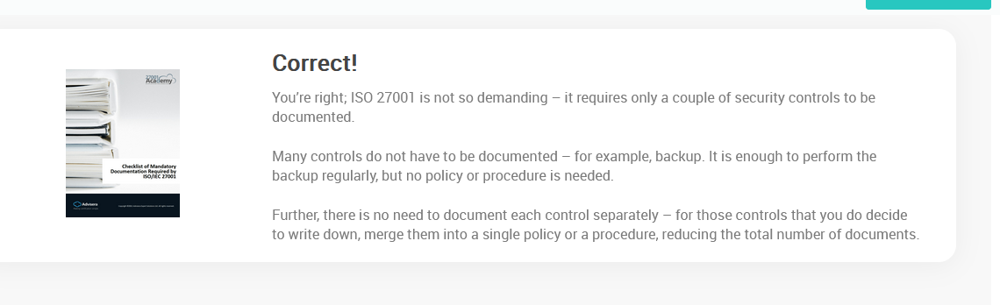 Correct!
You’re right; ISO 27001 is not so demanding – it requires only a couple of security controls to be
documented.
Many controls do not have to be documented – for example, backup. It is enough to perform the
backup regularly, but no policy or procedure is needed.
Further, there is no need to document each control separately – for those controls that you do decide
to write down, merge them into a single policy or a procedure, reducing the total number of documents.
27001
Academy
Checklist of Mandatory
Documentation Required by
ISO/IEC 27001
Advisera